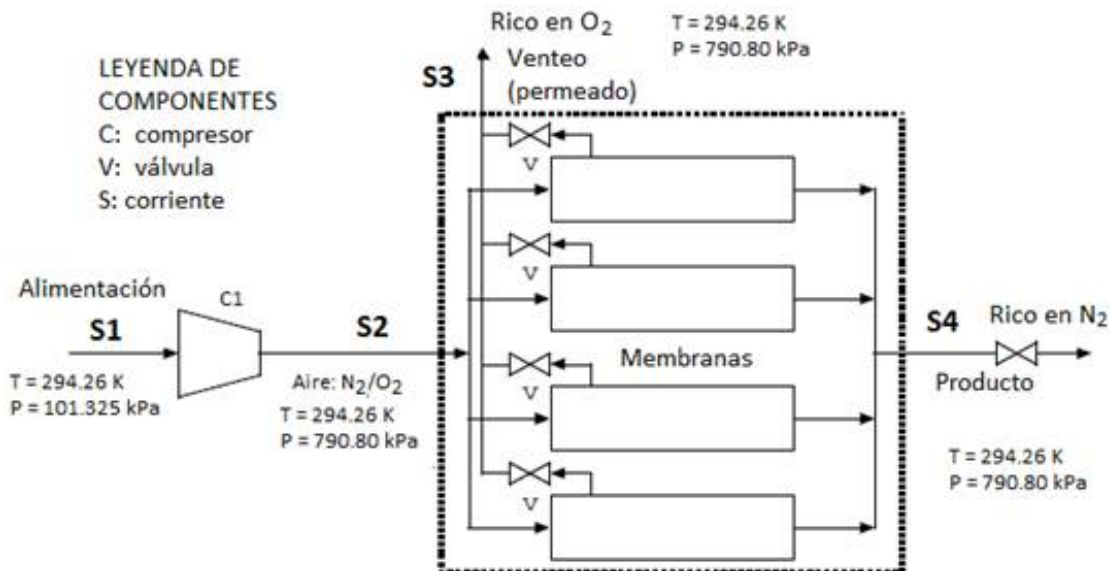 Rico en O2
T = 294.26 K
P = 790.80 kPa
S3
Venteo
(permeado)
LEYENDA DE
COMPONENTES
C: compresor
V: válvula
S: corriente
V
V
Alimentación
C1
S1
S2
S4
Rico en N2
Membranas
T = 294.26 K
P = 101.325 kPa
Aire: N2/O2
T = 294.26 K
P = 790.80 kPa
V
Producto
T = 294.26 K
P = 790.80 kPa
V